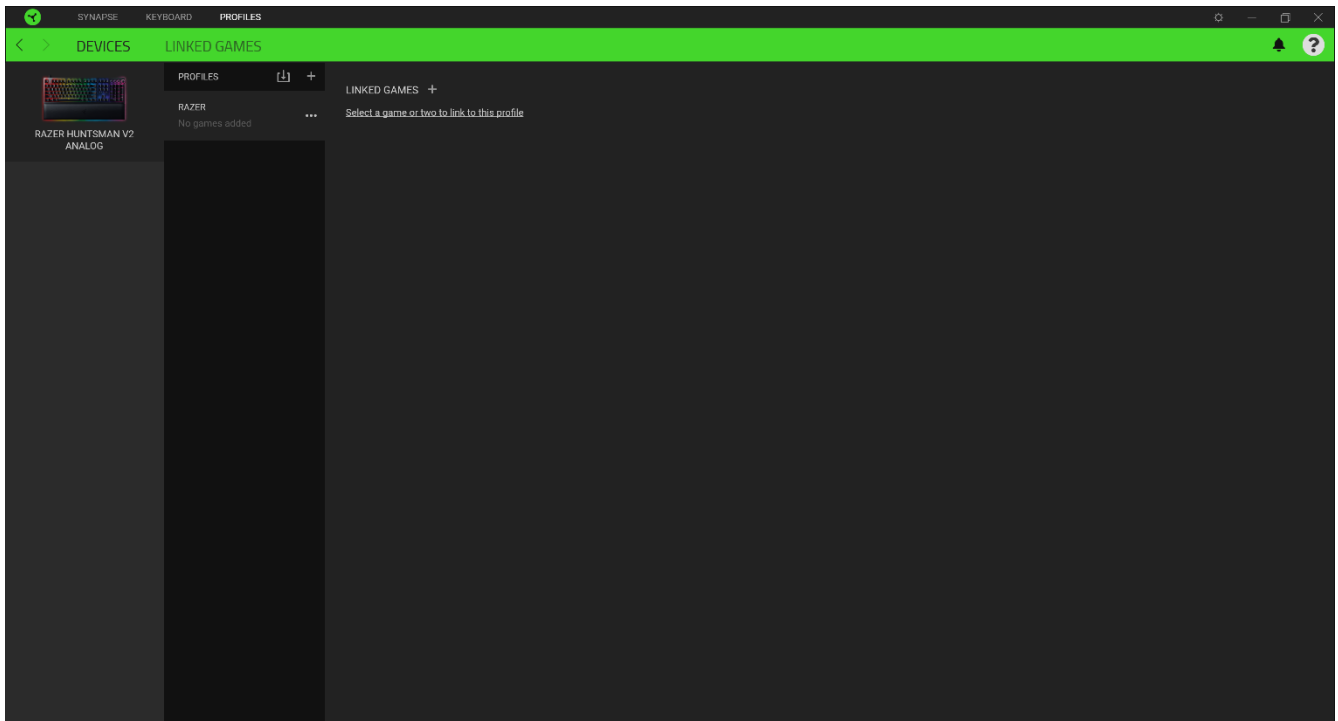 SYNAPSE KEYBOARD PROFILES
DEVICES LINKED GAMES
?
RAZER HUNTSMAN V2
ANALOG
PROFILES
RAZER
No games added
LINKED GAMES +
Select a game or two to link to this profile